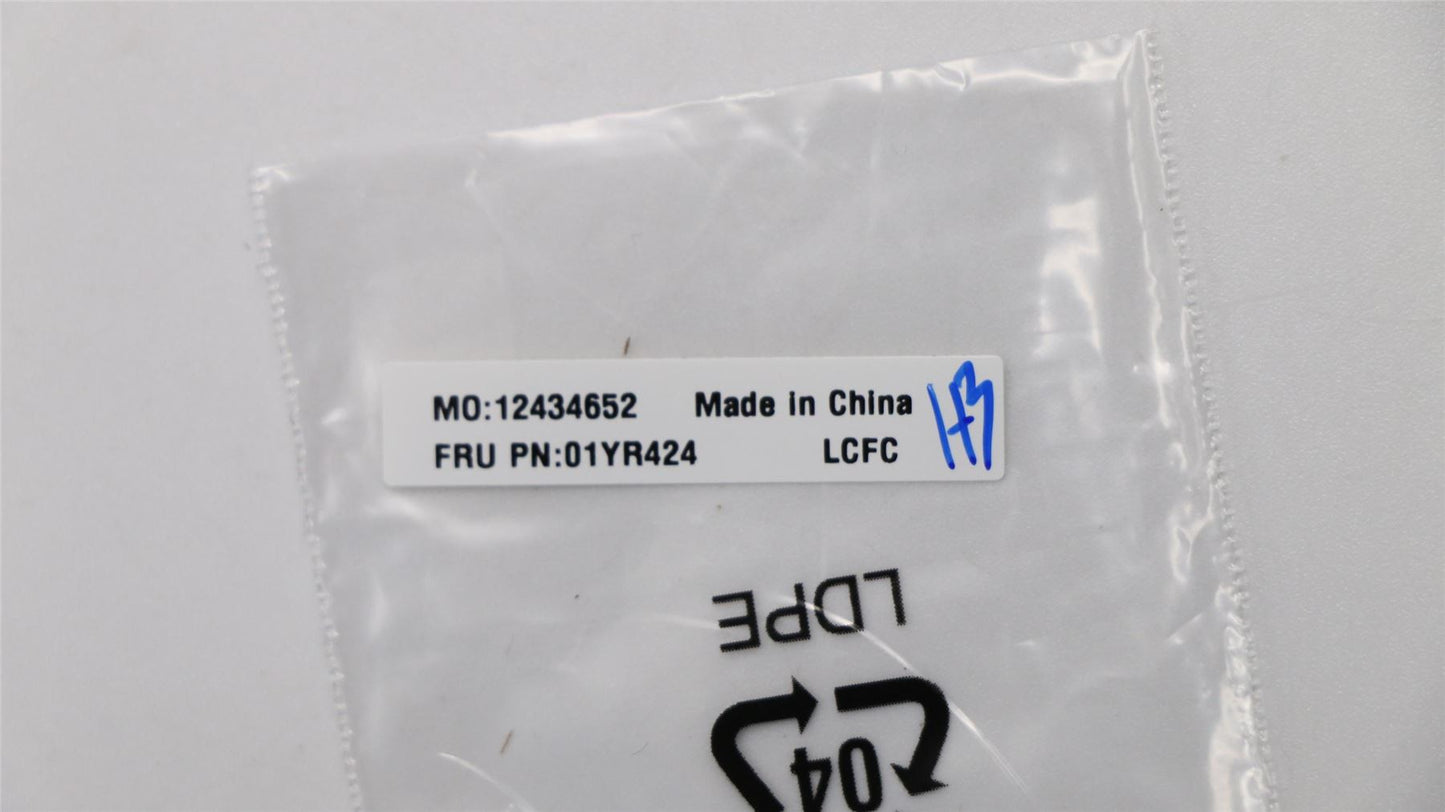 MO:12434652 Made in China
FRU PN:01YR424 LCFC
LDPE
04